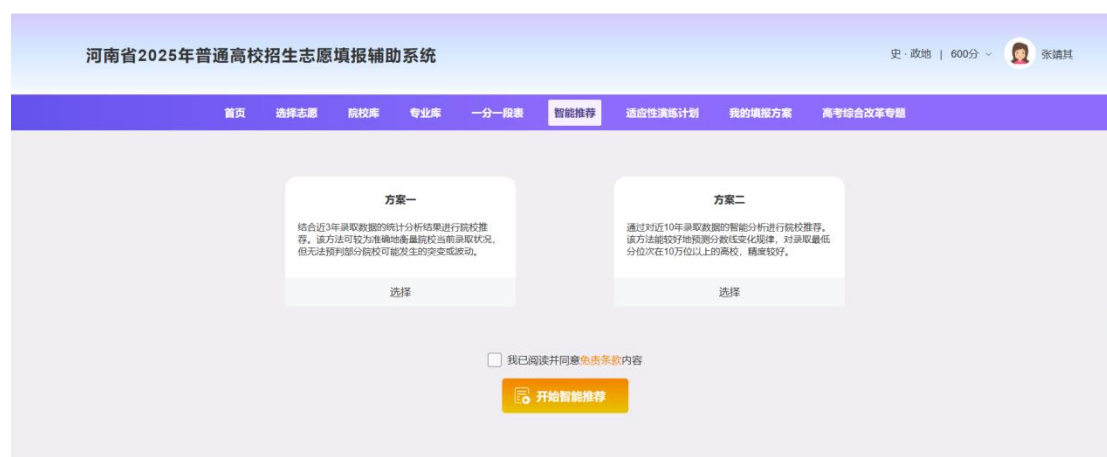 河南省2025年普通高校招生志愿填报辅助系统
史·政地 | 600分 张婧其
首页 选择志愿 院校库 专业库 一分一段表 智能推荐 适应性演练计划 我的填报方案 高考综合改革专题
方案一
结合近3年录取数据的统计分析结果进行院校推
荐。该方法可较为准确地衡量院校当前录取状况，
但无法预判部分院校可能发生的突变或波动。
选择
方案二
通过对近10年录取数据的智能分析进行院校推荐。
该方法能较好地预测分数线变化规律，对录取最低
分位次在10万位以上的高校，精度较好。
选择
我已阅读并同意免责条款内容
开始智能推荐